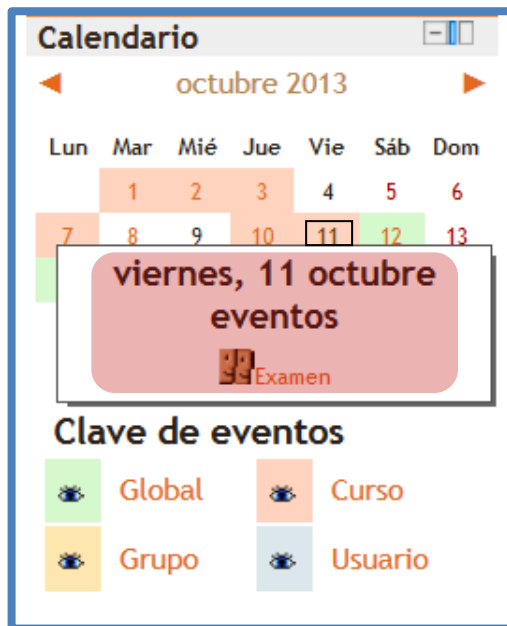 Calendario
octubre 2013
Lun Mar Mié Jue Vie Sáb Dom
1 2 3 4 5 6
7 8 9 10 11 12 13
viernes, 11 octubre
eventos
Examen
Clave de eventos
Global Curso
Grupo Usuario